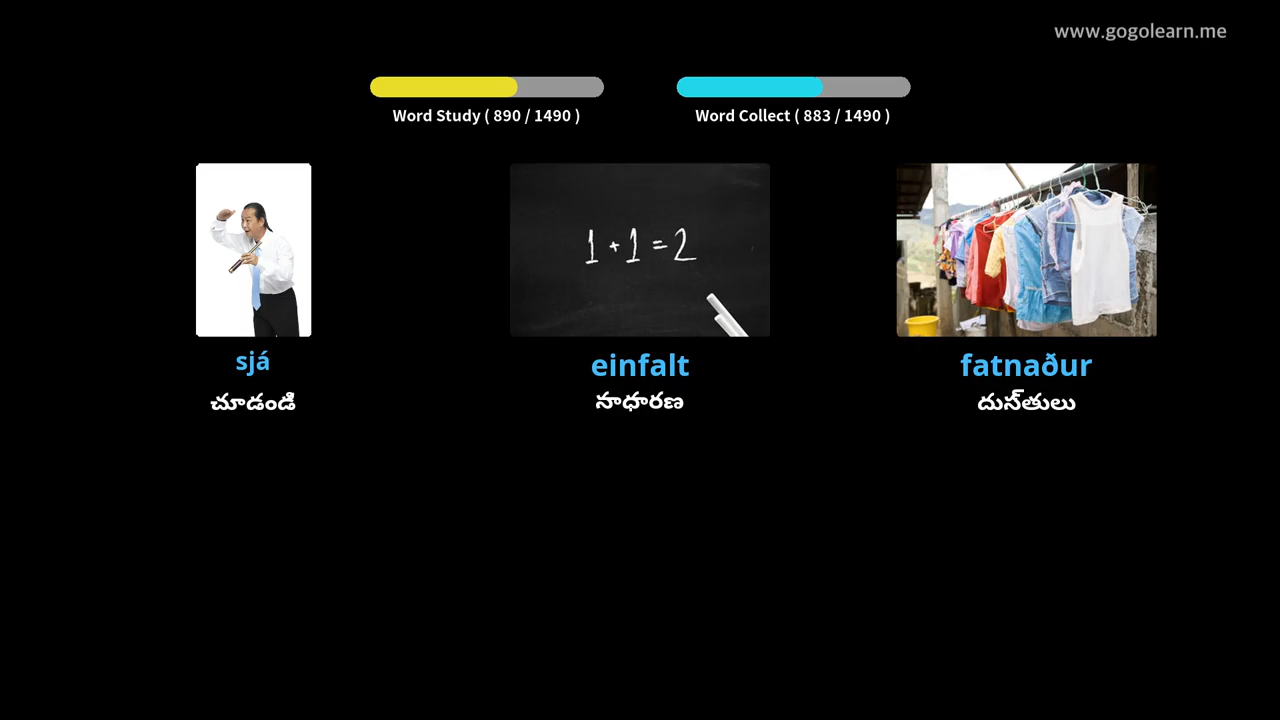 www.gogolearn.me
Word Study ( 890 / 1490 )
Word Collect ( 883 / 1490 )
1 + 1 = 2
sjá
einfalt
fatnaður
చూడండి
సాధారణ
దుస్తులు